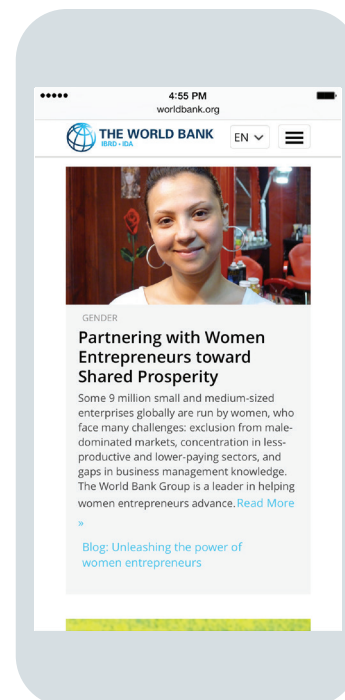 4:55 PM
worldbank.org
THE WORLD BANK
IBRD • IDA
EN
GENDER
Partnering with Women
Entrepreneurs toward
Shared Prosperity
Some 9 million small and medium-sized
enterprises globally are run by women, who
face many challenges: exclusion from male-
dominated markets, concentration in less-
productive and lower-paying sectors, and
gaps in business management knowledge.
The World Bank Group is a leader in helping
women entrepreneurs advance. Read More
»
Blog: Unleashing the power of
women entrepreneurs